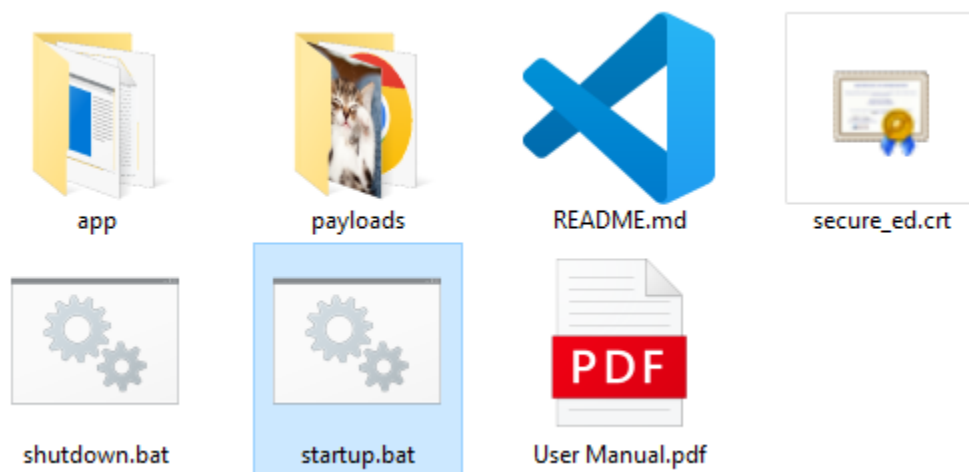 app
payloads
README.md
secure_ed.crt
shutdown.bat
startup.bat
PDF
User Manual.pdf